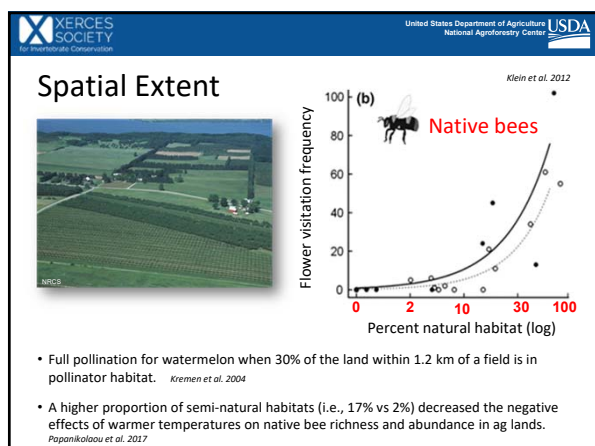 XERCES
SOCIETY
for Invertebrate Conservation
United States Department of Agriculture
National Agroforestry Center
USDA
Spatial Extent
Klein et al. 2012
NRCS
(b)
Native bees
Flower visitation frequency
100
80
60
40
20
0
0 2 10 30 100
Percent natural habitat (log)
• Full pollination for watermelon when 30% of the land within 1.2 km of a field is in
pollinator habitat. Kremen et al. 2004
• A higher proportion of semi-natural habitats (i.e., 17% vs 2%) decreased the negative
effects of warmer temperatures on native bee richness and abundance in ag lands.
Papanikolaou et al. 2017